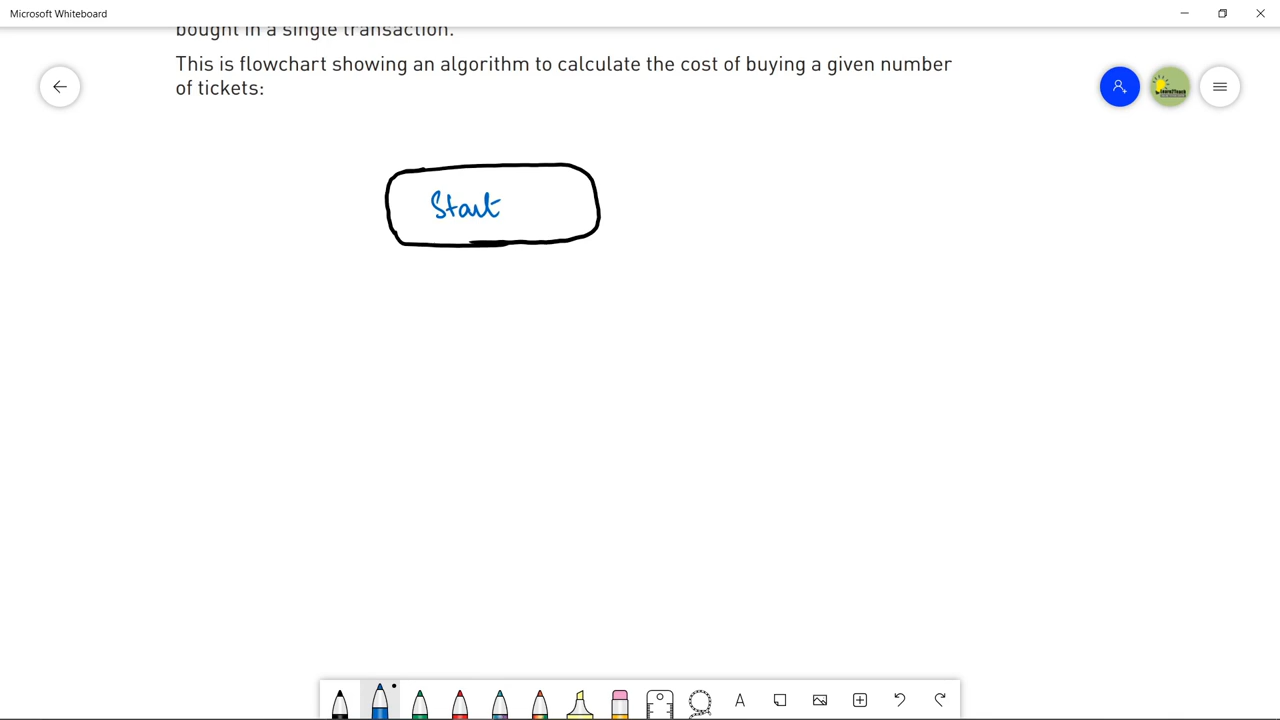 Microsoft Whiteboard
bought in a single transaction.
This is flowchart showing an algorithm to calculate the cost of buying a given number
of tickets:
Start
A